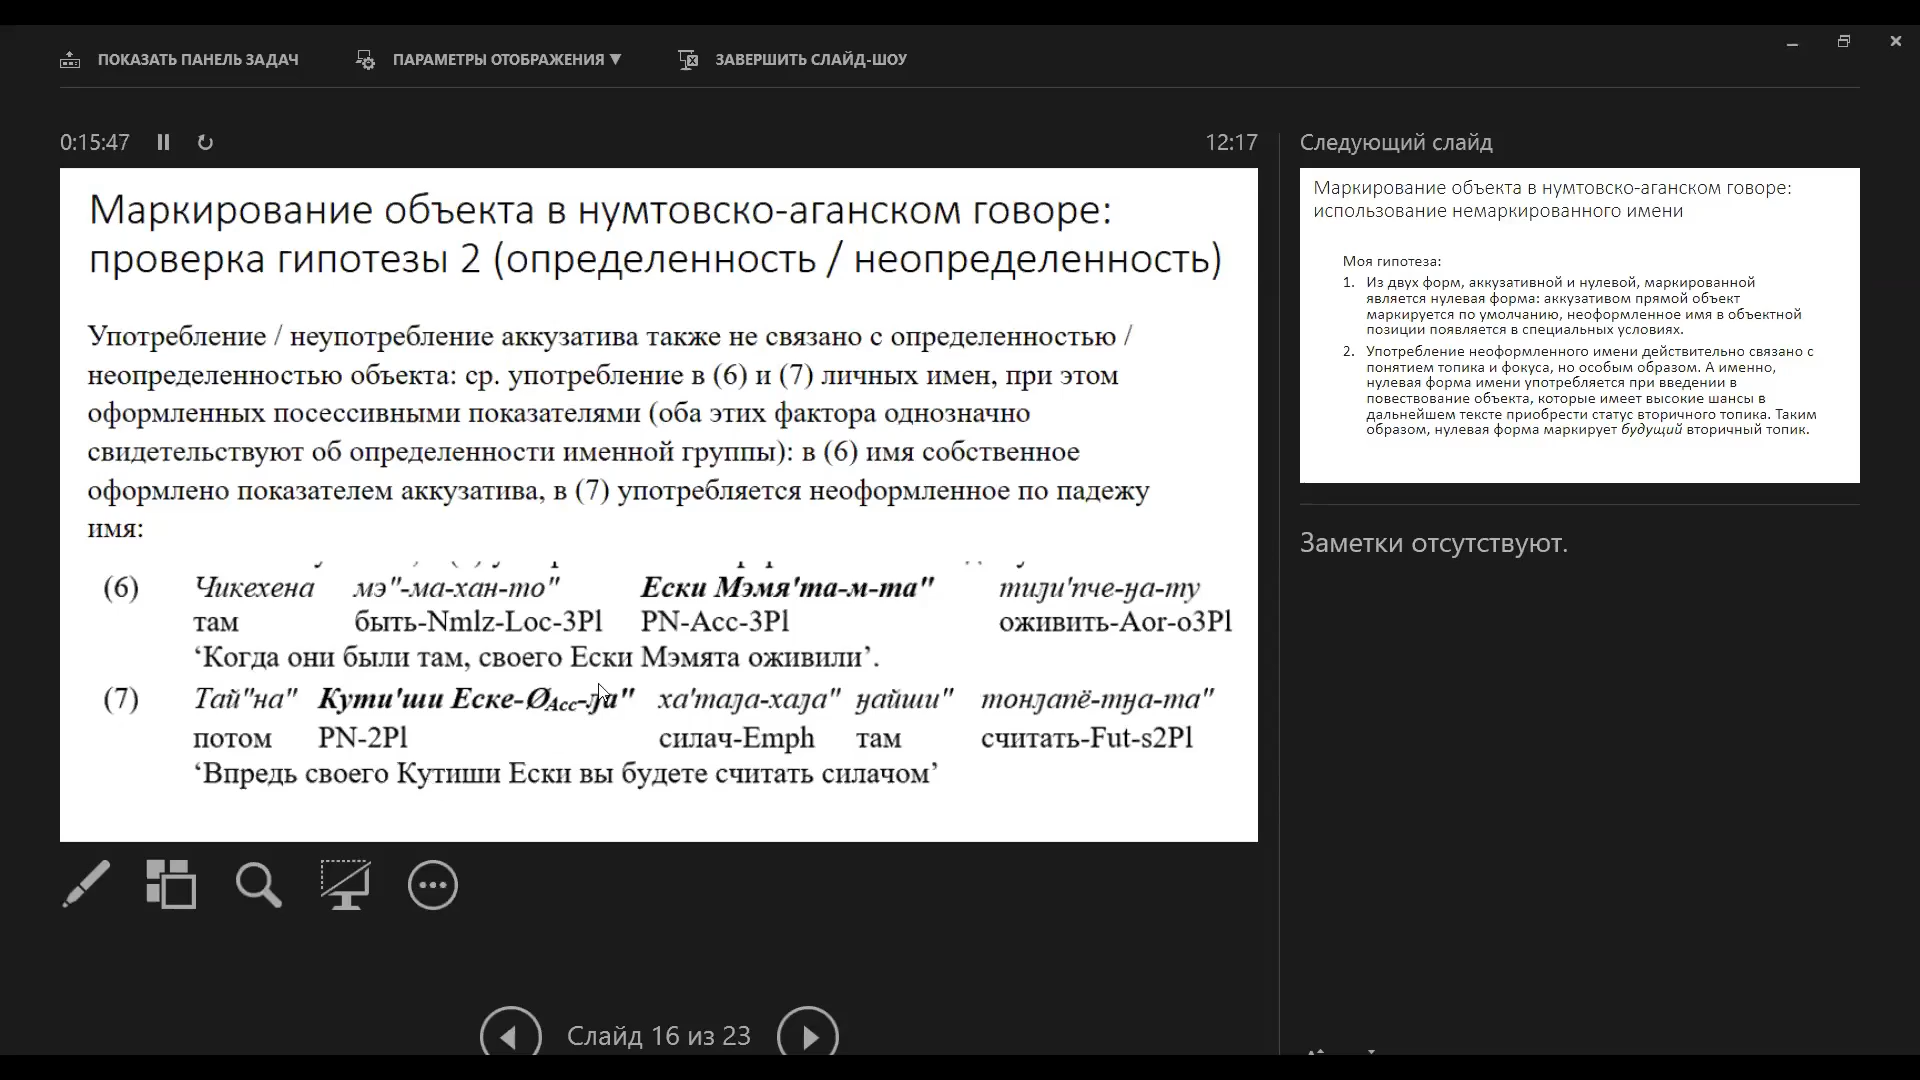 ПОКАЗАТЬ ПАНЕЛЬ ЗАДАЧ
ПАРАМЕТРЫ ОТОБРАЖЕНИЯ ▼
ЗАВЕРШИТЬ СЛАЙД-ШОУ
0:15:47
12:17
Маркирование объекта в нумтовско-аганском говоре:
проверка гипотезы 2 (определенность / неопределенность)
Употребление / неупотребление аккузатива также не связано с определенностью /
неопределенностью объекта: ср. употребление в (6) и (7) личных имен, при этом
оформленных посессивными показателями (оба этих фактора однозначно
свидетельствуют об определенности именной группы): в (6) имя собственное
оформлено показателем аккузатива, в (7) употребляется неоформленное по падежу
имя:
(6) Чикехена мэ"-ма-хан-то" Ески Мэмя'та-м-та" тиԓи'пче-ӈа-ту
там быть-Nmlz-Loc-3Pl PN-Acc-3Pl оживить-Aor-o3Pl
‘Когда они были там, своего Ески Мэмята оживили’.
(7) Тай"на" Кути'ши Еске-ØAcc-ԓа" ха'таԓа-хаԓа" ӈайши" тонԓапё-тӈа-та"
потом PN-2Pl силач-Emph там считать-Fut-s2Pl
‘Впредь своего Кутиши Ески вы будете считать силачом’
Слайд 16 из 23
Следующий слайд
Маркирование объекта в нумтовско-аганском говоре:
использование немаркированного имени
Моя гипотеза:
1. Из двух форм, аккузативной и нулевой, маркированной
является нулевая форма: аккузативом прямой объект
маркируется по умолчанию, неоформленное имя в объектной
позиции появляется в специальных условиях.
2. Употребление неоформленного имени действительно связано с
понятием топика и фокуса, но особым образом. А именно,
нулевая форма имени употребляется при введении в
повествование объекта, которые имеет высокие шансы в
дальнейшем тексте приобрести статус вторичного топика. Таким
образом, нулевая форма маркирует будущий вторичный топик.
Заметки отсутствуют.